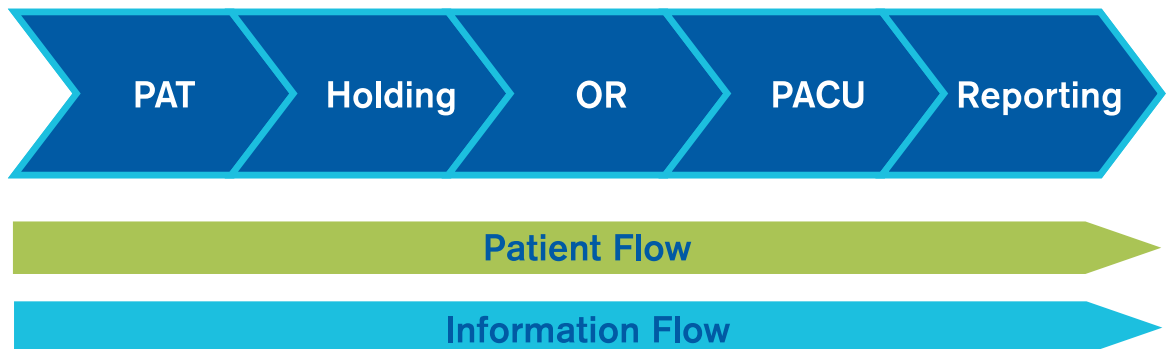 PAT
Holding
OR
PACU
Reporting
Patient Flow
Information Flow